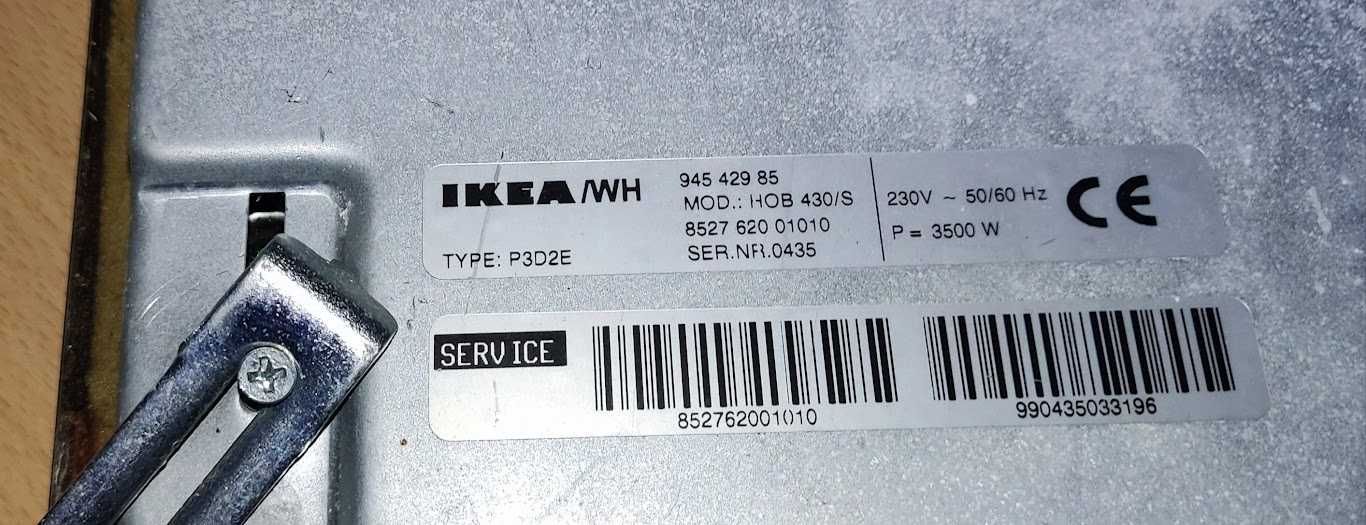 IKEA/WH
TYPE: P3D2E
945 429 85
MOD.: HOB 430/S
8527 620 01010
SER.NR.0435
230V ~ 50/60 Hz
P = 3500 W
CE
SERVICE
852762001010
990435033196